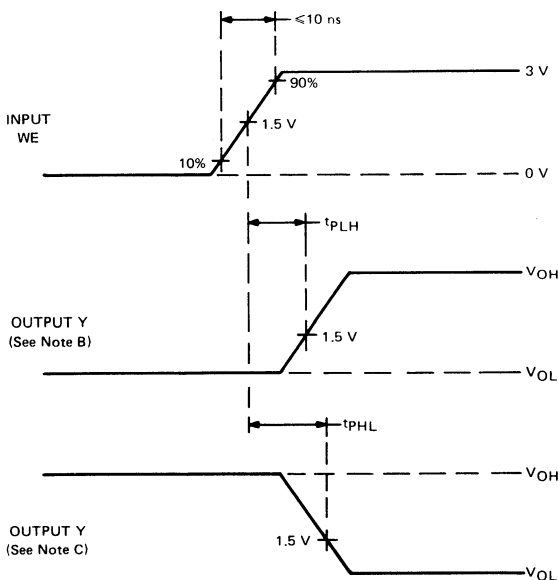 ≤10 ns
3 V
90%
INPUT
WE
1.5 V
10%
0 V
tPLH
VOH
OUTPUT Y
(See Note B)
1.5 V
VOL
tPHL
VOH
OUTPUT Y
(See Note C)
1.5 V
VOL